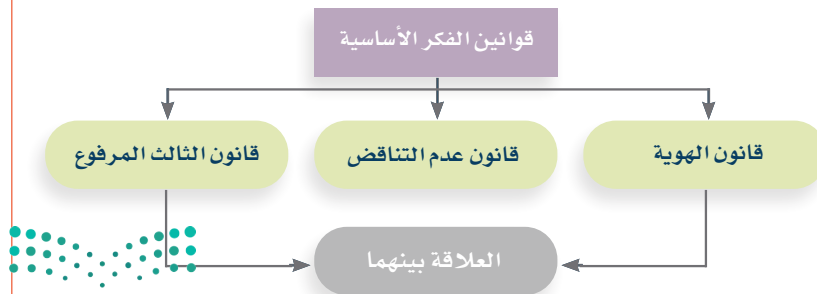 قوانين الفكر الأساسية
قانون الهوية
قانون عدم التناقض
قانون الثالث المرفوع
العلاقة بينهما